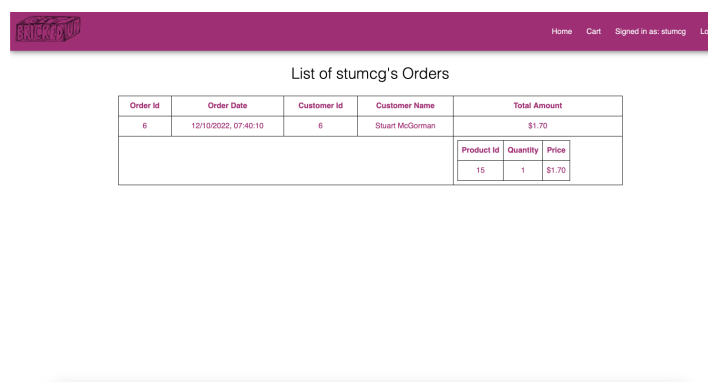 BRICKED UP
Home Cart Signed in as: stumcg Lo
List of stumcg's Orders
Order Id Order Date Customer Id Customer Name Total Amount
6 12/10/2022, 07:40:10 6 Stuart McGorman $1.70
Product Id Quantity Price
15 1 $1.70